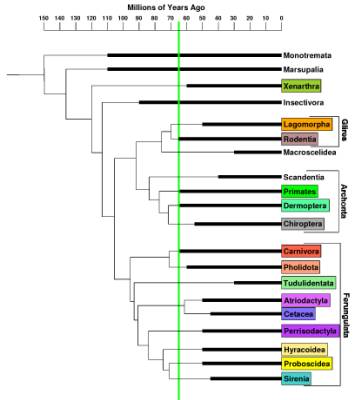 Millions of Years Ago
150 140 130 120 110 100 90 80 70 60 50 40 30 20 10 0
Monotremata
Marsupalia
Xenarthra
Insectivora
Lagomorpha
Rodentia
Macroscelidea
Glires
Scandentia
Primates
Dermoptera
Chiroptera
Archonta
Carnivora
Pholidota
Tudulidentata
Atriodactyla
Cetacea
Perrisodactyla
Hyracoidea
Proboscidea
Sirenia
Ferungulata